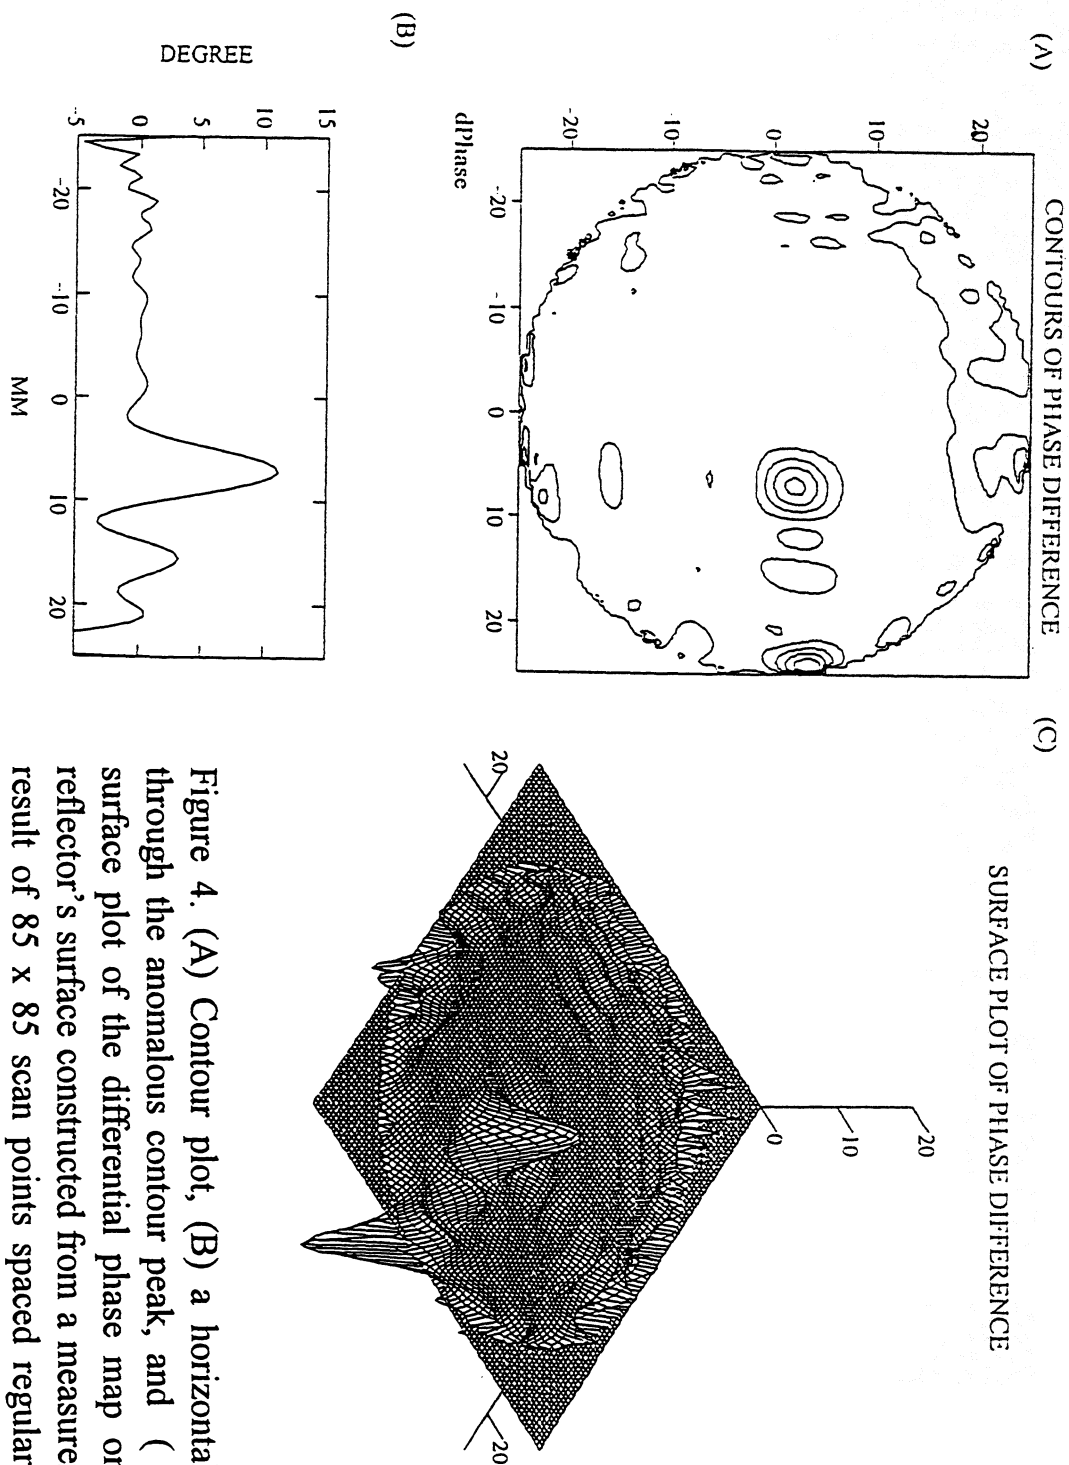 (A)
CONTOURS OF PHASE DIFFERENCE
20
10
0
-10
-20
-20
-10
0
10
20
dPhase
(B)
15
10
5
0
-5
DEGREE
-20
-10
0
10
20
MM
(C)
SURFACE PLOT OF PHASE DIFFERENCE
20
10
0
20
20
Figure 4. (A) Contour plot, (B) a horizonta
through the anomalous contour peak, and (
surface plot of the differential phase map or
reflector's surface constructed from a measure
result of 85 x 85 scan points spaced regular